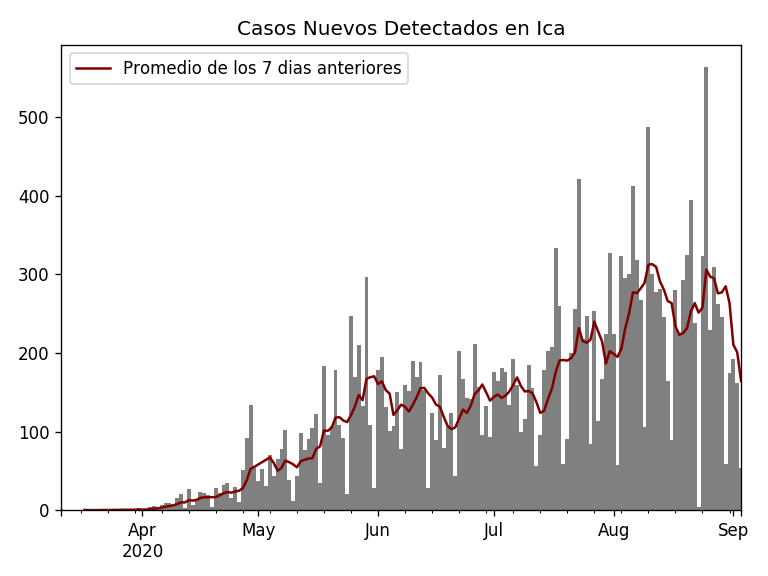 Casos Nuevos Detectados en Ica
Promedio de los 7 dias anteriores
500
400
300
200
100
0
Apr May Jun Jul Aug Sep
2020